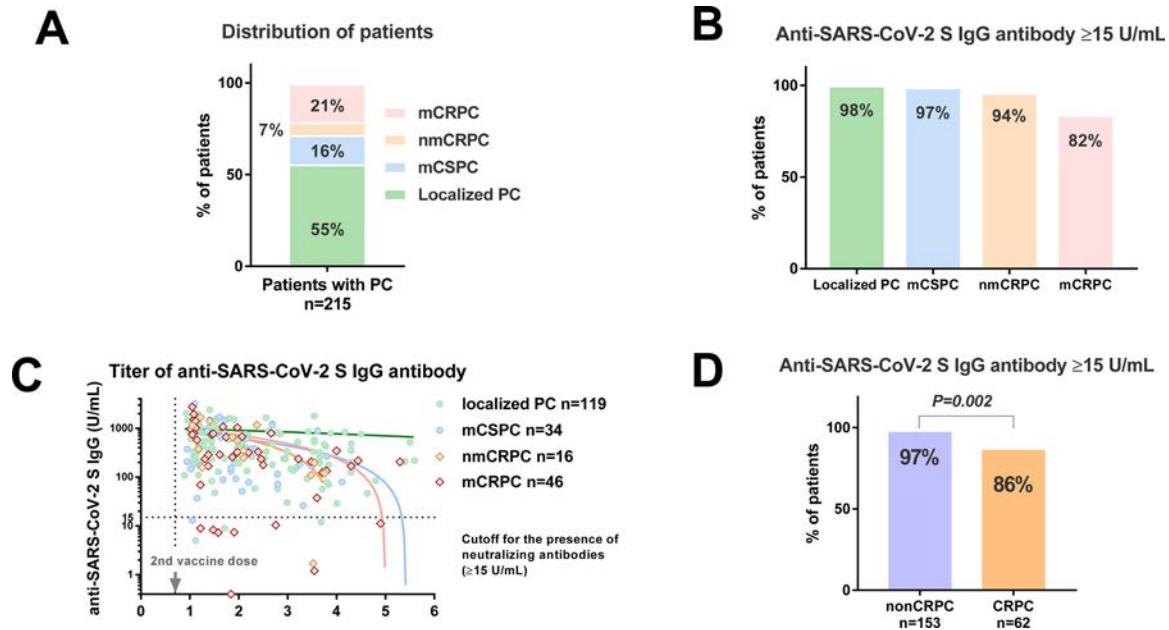 A
Distribution of patients
% of patients
100
50
0
21%
7%
16%
55%
mCRPC
nmCRPC
mCSPC
Localized PC
Patients with PC
n=215
B
Anti-SARS-CoV-2 S IgG antibody ≥15 U/mL
% of patients
100
50
0
98%
97%
94%
82%
Localized PC mCSPC nmCRPC mCRPC
C
Titer of anti-SARS-CoV-2 S IgG antibody
anti-SARS-CoV-2 S IgG (U/mL)
1000
100
15
10
1
0 1 2 3 4 5 6
2nd vaccine dose
localized PC n=119
mCSPC n=34
nmCRPC n=16
mCRPC n=46
Cutoff for the presence of
neutralizing antibodies
(≥15 U/mL)
D
Anti-SARS-CoV-2 S IgG antibody ≥15 U/mL
P=0.002
% of patients
100
50
0
97%
86%
nonCRPC CRPC
n=153 n=62